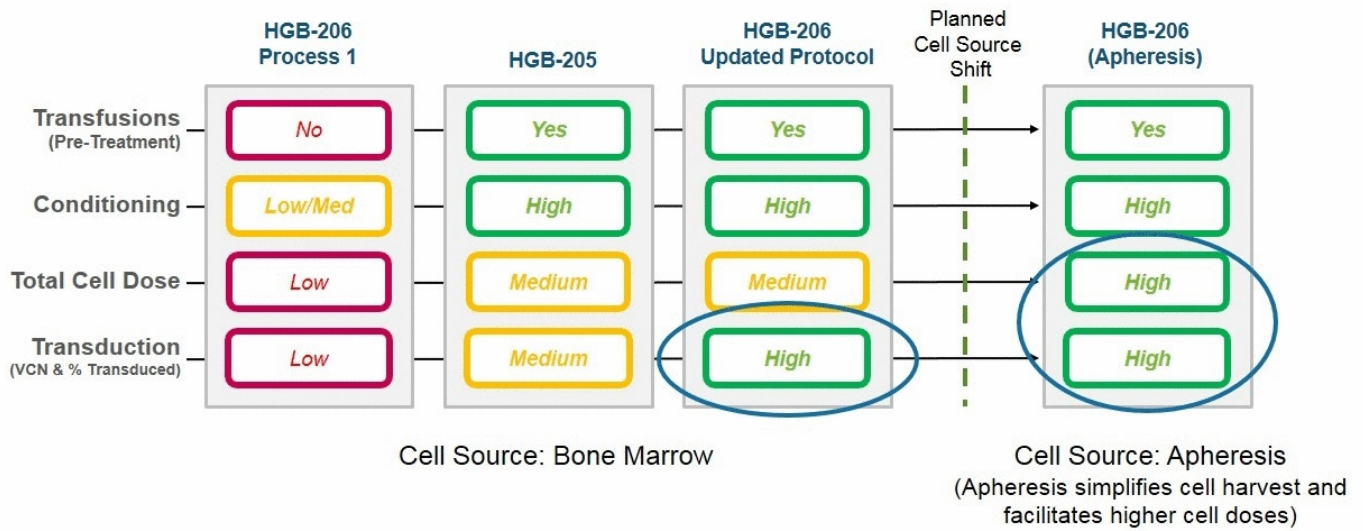 HGB-206
Process 1
HGB-205
HGB-206
Updated Protocol
Planned
Cell Source
Shift
HGB-206
(Apheresis)
Transfusions
(Pre-Treatment)
No
Yes
Yes
Yes
Conditioning
Low/Med
High
High
High
Total Cell Dose
Low
Medium
Medium
High
Transduction
(VCN & % Transduced)
Low
Medium
High
High
Cell Source: Bone Marrow
Cell Source: Apheresis
(Apheresis simplifies cell harvest and
facilitates higher cell doses)